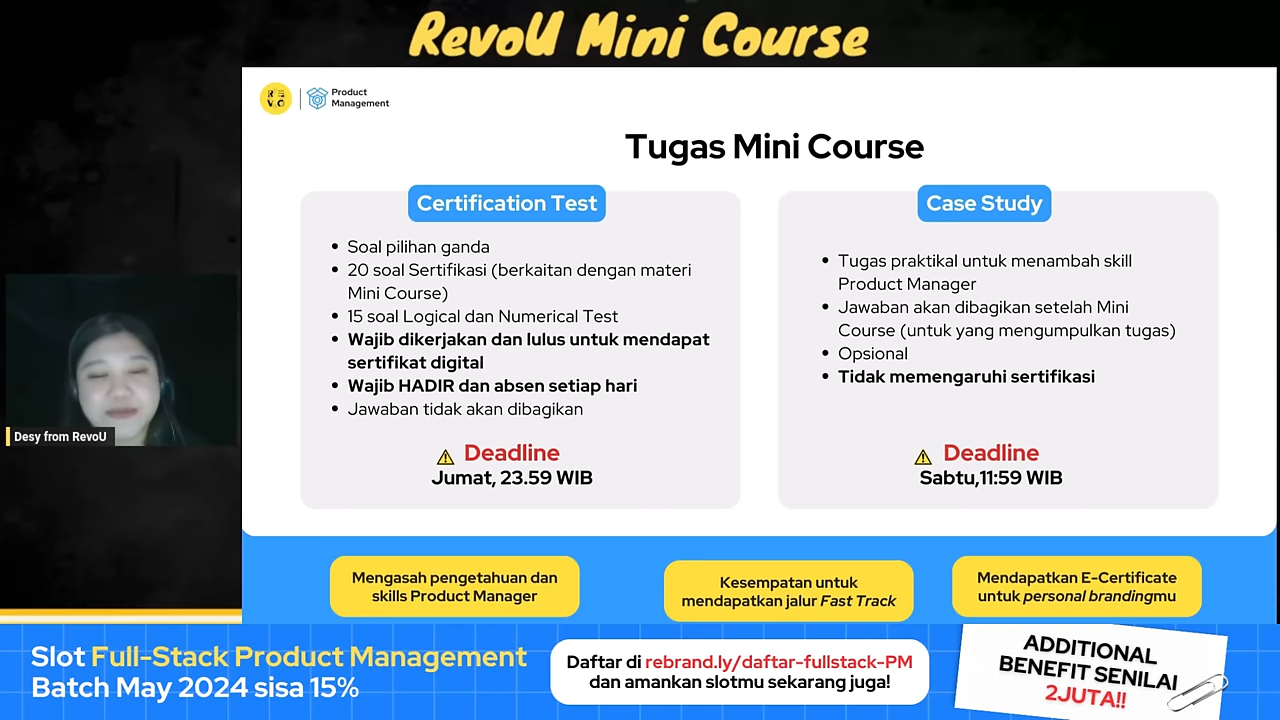 RevoU Mini Course
RE
VO
Product
Management
Tugas Mini Course
Certification Test
• Soal pilihan ganda
• 20 soal Sertifikasi (berkaitan dengan materi
Mini Course)
• 15 soal Logical dan Numerical Test
• Wajib dikerjakan dan lulus untuk mendapat
sertifikat digital
• Wajib HADIR dan absen setiap hari
• Jawaban tidak akan dibagikan
Deadline
Jumat, 23.59 WIB
Case Study
• Tugas praktikal untuk menambah skill
Product Manager
• Jawaban akan dibagikan setelah Mini
Course (untuk yang mengumpulkan tugas)
• Opsional
• Tidak memengaruhi sertifikasi
Deadline
Sabtu,11:59 WIB
Desy from RevoU
Mengasah pengetahuan dan
skills Product Manager
Kesempatan untuk
mendapatkan jalur Fast Track
Mendapatkan E-Certificate
untuk personal brandingmu
Slot Full-Stack Product Management
Batch May 2024 sisa 15%
Daftar di rebrand.ly/daftar-fullstack-PM
dan amankan slotmu sekarang juga!
ADDITIONAL
BENEFIT SENILAI
2JUTA!!